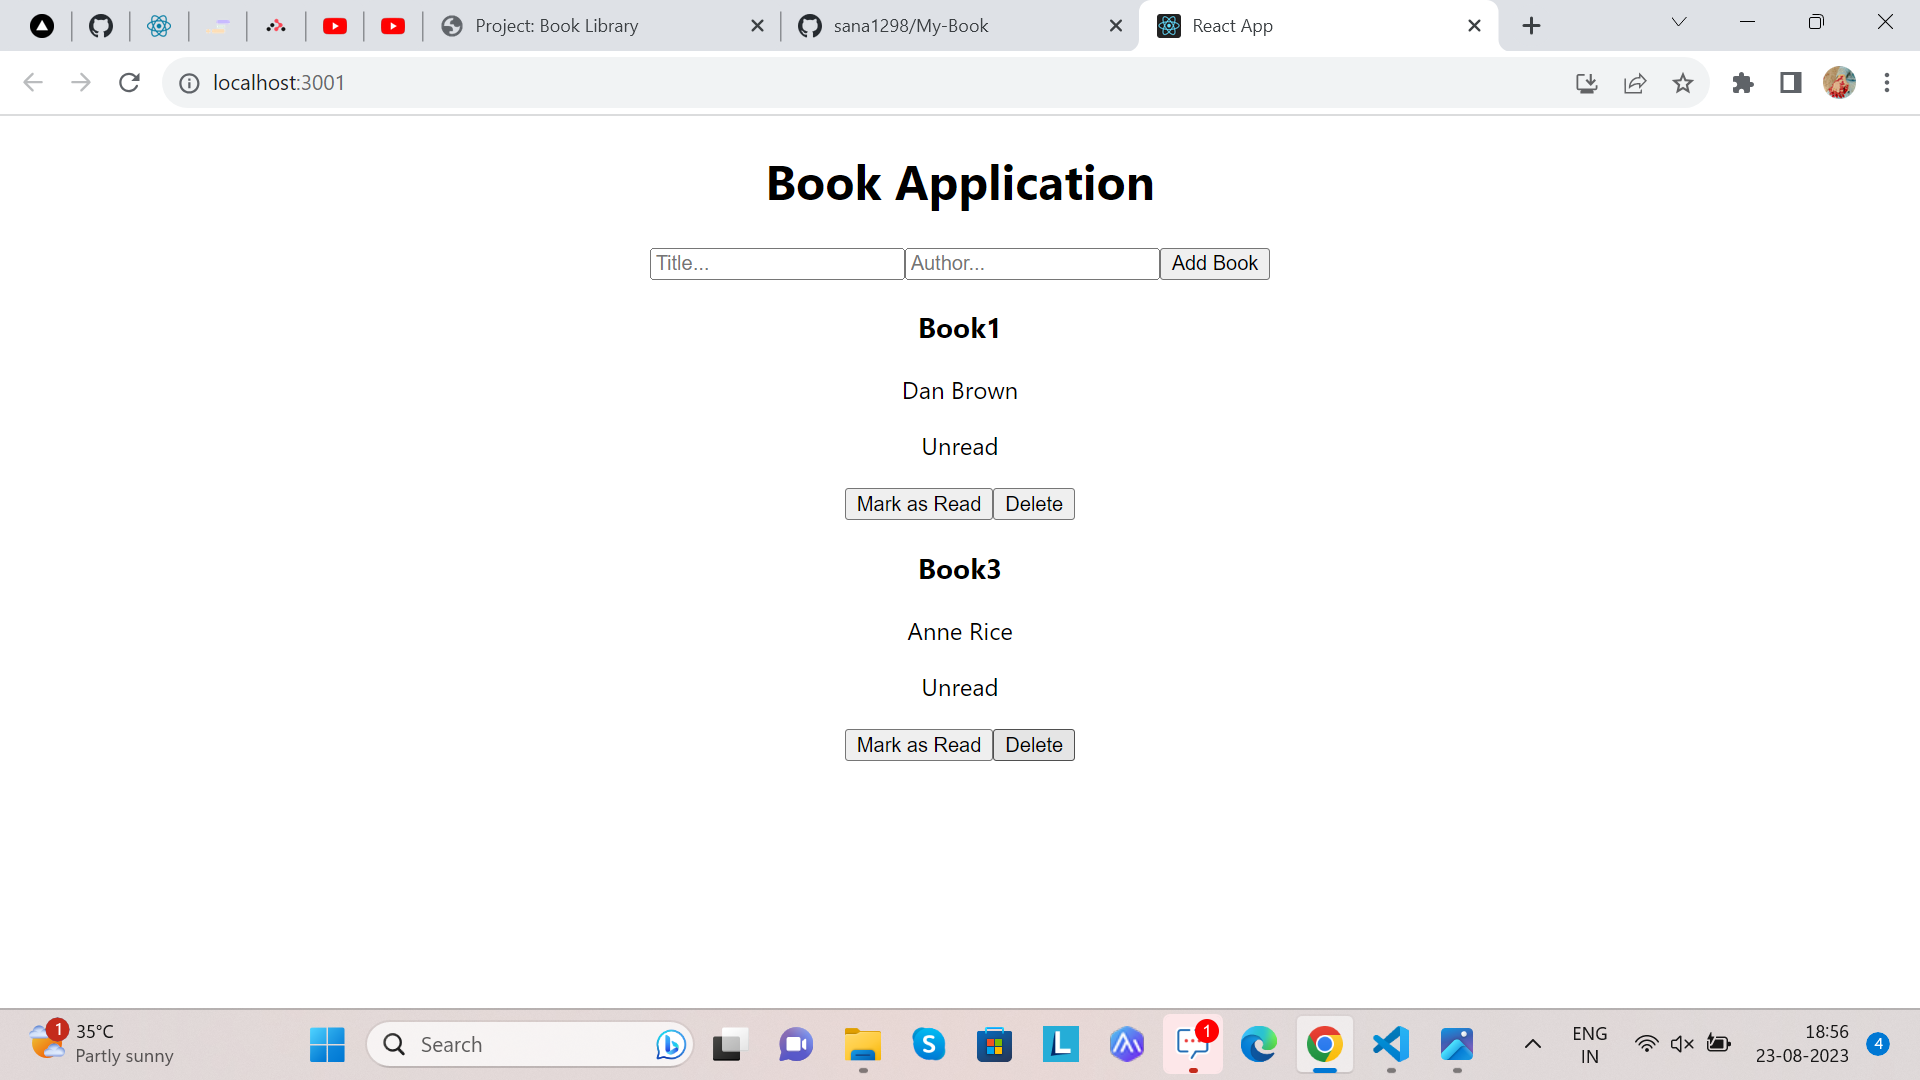 Project: Book Library
sana1298/My-Book
React App
localhost:3001
Book Application
Title... Author... Add Book
Book1
Dan Brown
Unread
Mark as Read Delete
Book3
Anne Rice
Unread
Mark as Read Delete
1
35°C
Partly sunny
Search
S
L
1
ENG
IN
18:56
23-08-2023
4